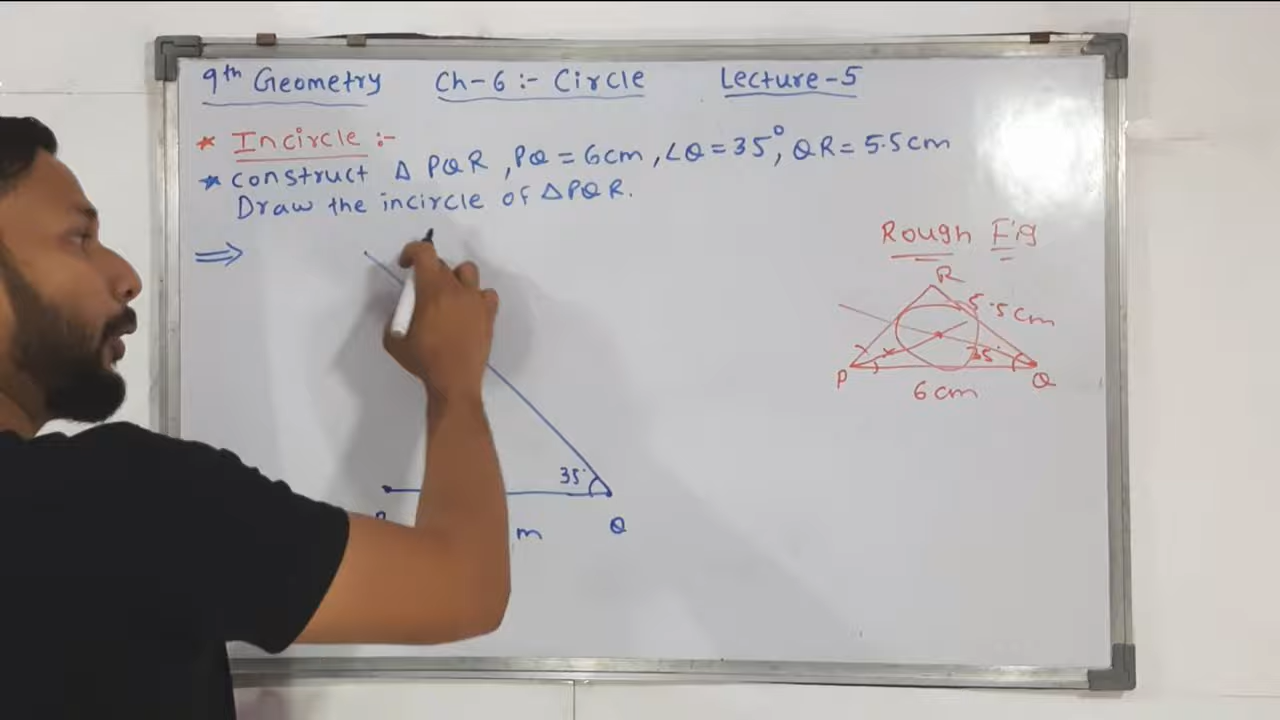 9th Geometry Ch-6 :- Circle Lecture-5
* Incircle :-
* Construct Δ PQR, PQ = 6cm, ∠Q = 35°, QR = 5.5cm
Draw the incircle of ΔPQR.
⇒
Rough Fig
R
5.5cm
35°
P
Q
6cm
35°
m
Q